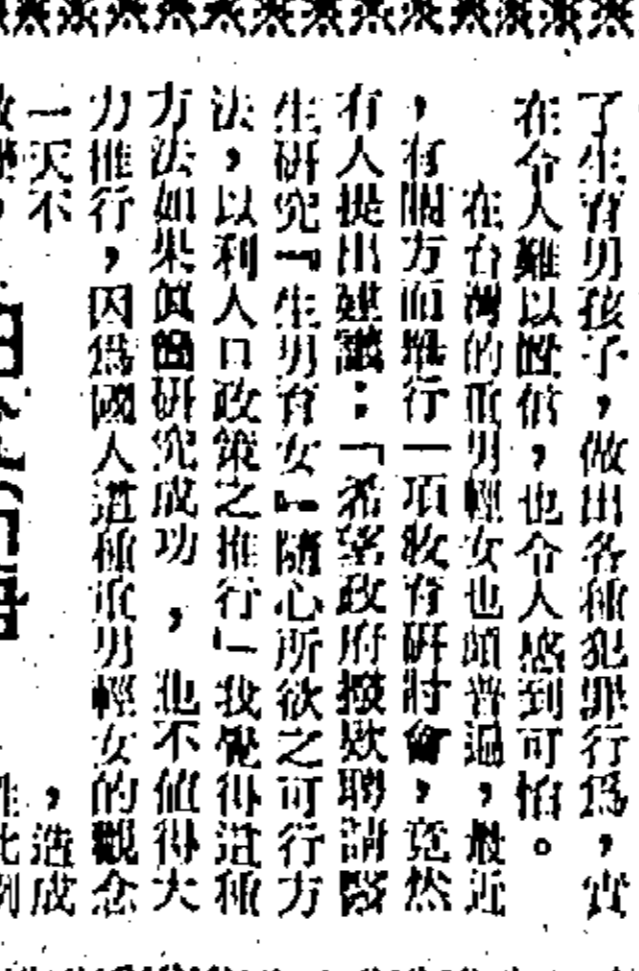 了生育男孩子，做出各種犯罪行爲，實
在令人難以置信，也令人感到可怕。
在台灣的重男輕女也頗普遍，最近
，有關方面推行一項牧育研討會，竟然
有人提出建議：「希望政府撥欵聘請醫
生研究『生男育女』隨心所欲之可行方
法，以利人口政策之推行」我覺得這種
方法如果眞的研究成功，也不値得大
力推行，因爲國人這種重男輕女的觀念
一天不
，造成